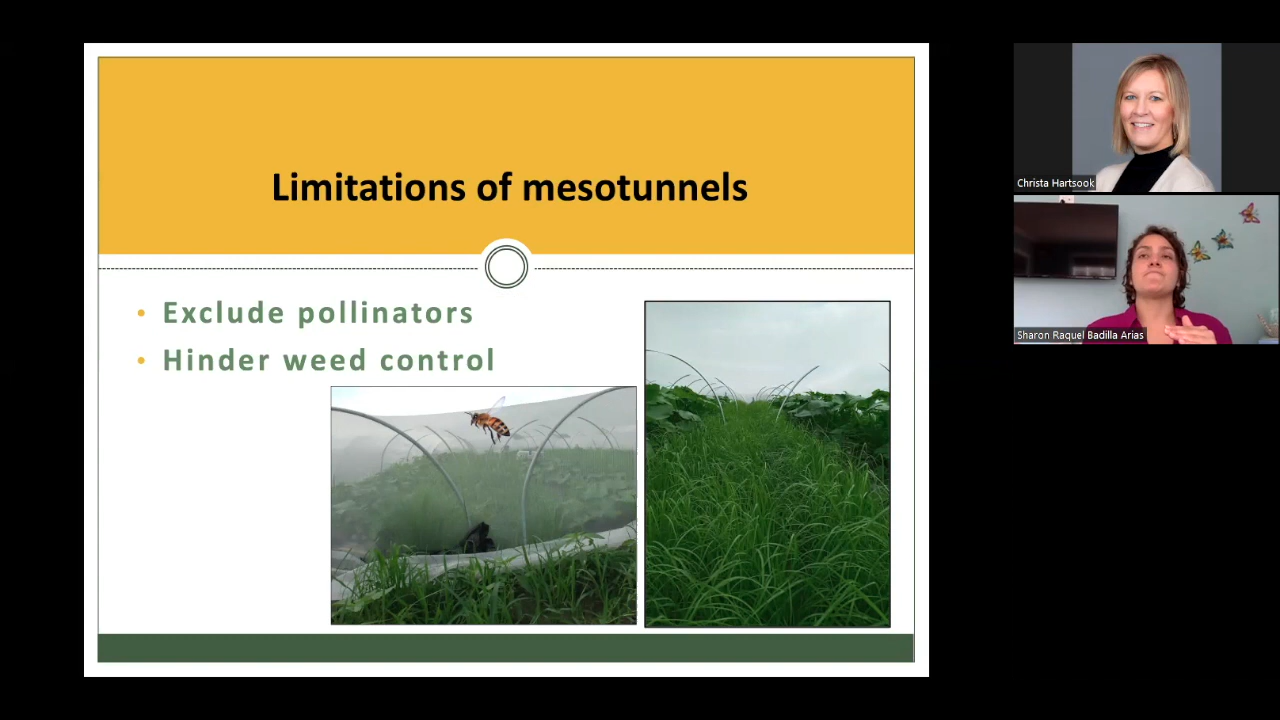 Limitations of mesotunnels
• Exclude pollinators
• Hinder weed control
Christa Hartsook
Sharon Raquel Badilla Arias